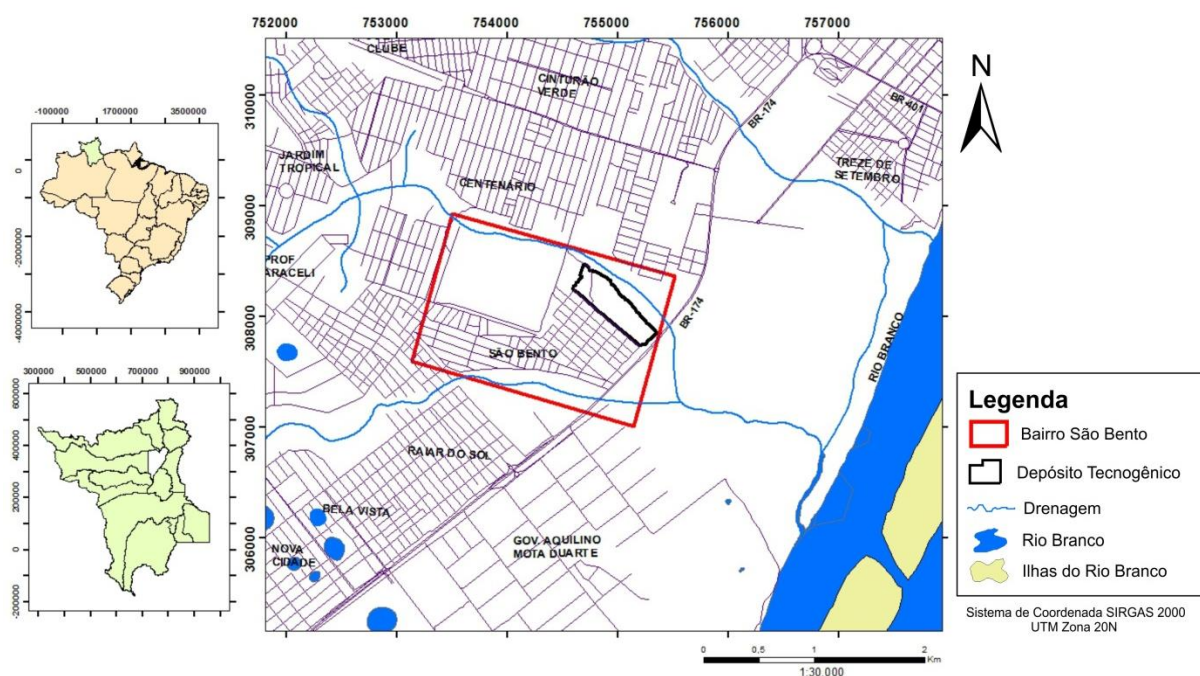 752000 753000 754000 755000 756000 757000
-100000 1700000 3500000
0
-2000000
-4000000
300000 500000 700000 900000
600000
400000
200000
0
-200000
310000
309000
308000
307000
306000
CLUBE
CINTURÃO
VERDE
BR-174
BR-401
JARDIM
TROPICAL
CENTENÁRIO
TREZE DE
SETEMBRO
PROF
ARACELI
BR-174
SÃO BENTO
RIO BRANCO
RAIAR DO SOL
BELA VISTA
NOVA
CIDADE
GOV. AQUILINO
MOTA DUARTE
N
Legenda
Bairro São Bento
Depósito Tecnogênico
Drenagem
Rio Branco
Ilhas do Rio Branco
Sistema de Coordenada SIRGAS 2000
UTM Zona 20N
0 0,5 1 2
Km
1:30.000